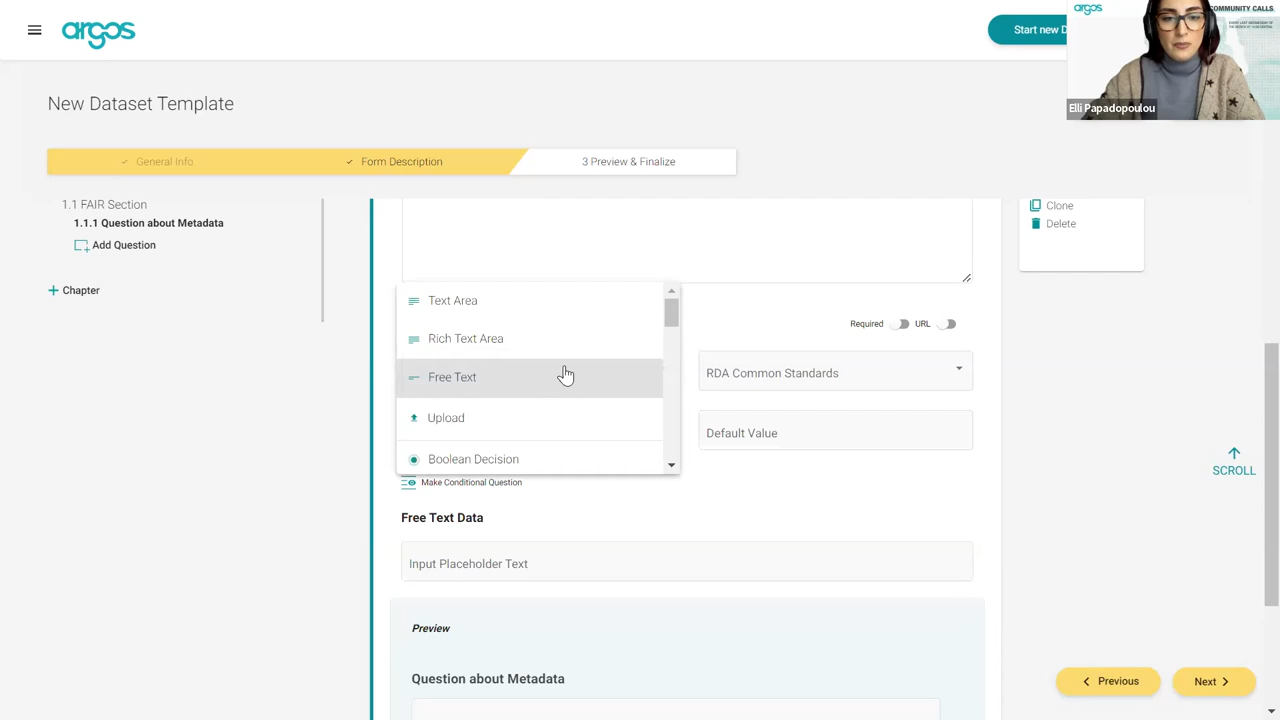 argos
Start new D
argos
COMMUNITY CALLS
Elli Papadopoulou
New Dataset Template
General Info
Form Description
3 Preview & Finalize
1.1 FAIR Section
1.1.1 Question about Metadata
Add Question
Chapter
Clone
Delete
Text Area
Rich Text Area
Free Text
Upload
Boolean Decision
Required
URL
RDA Common Standards
Default Value
Make Conditional Question
SCROLL
Free Text Data
Input Placeholder Text
Preview
Question about Metadata
Previous
Next